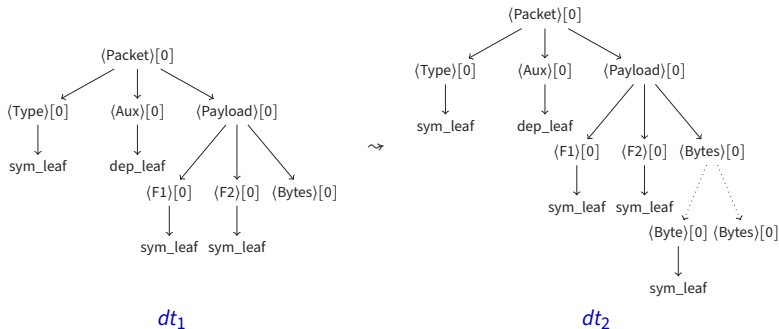 ⟨Packet⟩[0]
⟨Type⟩[0] ⟨Aux⟩[0] ⟨Payload⟩[0]
sym_leaf dep_leaf
⟨F1⟩[0] ⟨F2⟩[0] ⟨Bytes⟩[0]
sym_leaf sym_leaf
dt₁
⤳
⟨Packet⟩[0]
⟨Type⟩[0] ⟨Aux⟩[0] ⟨Payload⟩[0]
sym_leaf dep_leaf
⟨F1⟩[0] ⟨F2⟩[0] ⟨Bytes⟩[0]
sym_leaf sym_leaf
⟨Byte⟩[0] ⟨Bytes⟩[0]
sym_leaf
dt₂